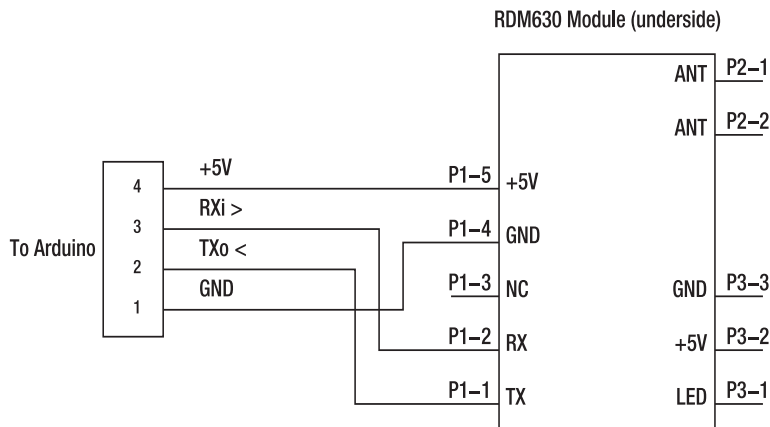 RDM630 Module (underside)
ANT P2–1
ANT P2–2
+5V P1–5 +5V
4
RXi >
3
P1–4 GND
To Arduino
TXo <
2
GND
1
P1–3 NC
GND P3–3
P1–2 RX
+5V P3–2
P1–1 TX
LED P3–1